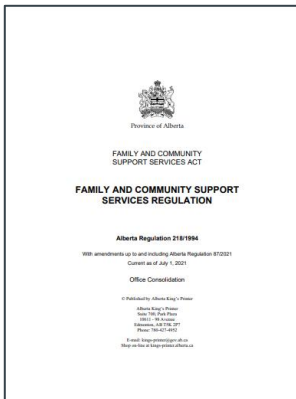 Province of Alberta
FAMILY AND COMMUNITY
SUPPORT SERVICES ACT
FAMILY AND COMMUNITY SUPPORT
SERVICES REGULATION
Alberta Regulation 218/1994
With amendments up to and including Alberta Regulation 87/2021
Current as of July 1, 2021
Office Consolidation
© Published by Alberta King's Printer
Alberta King's Printer
Suite 700, Park Plaza
10611 - 98 Avenue
Edmonton, AB T5K 2P7
Phone: 780-427-4952
E-mail: kings-printer@gov.ab.ca
Shop on-line at kings-printer.alberta.ca